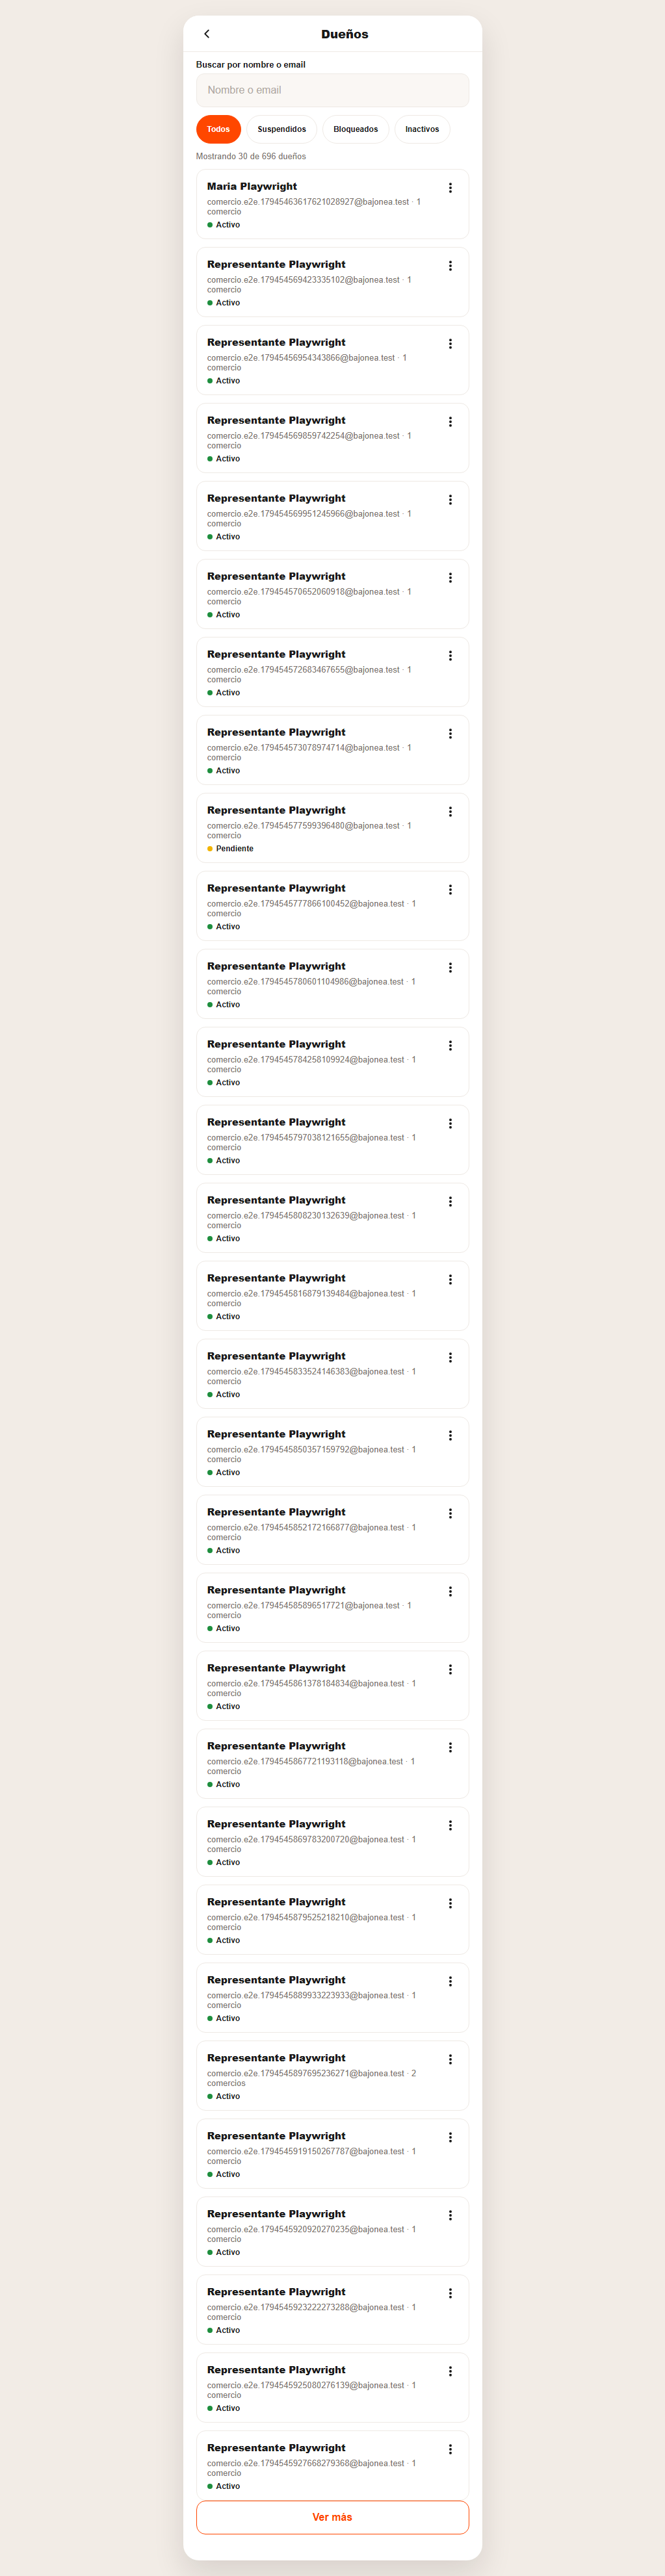 Dueños
Buscar por nombre o email
Nombre o email
Todos
Suspendidos
Bloqueados
Inactivos
Mostrando 30 de 696 dueños
Maria Playwright
comercio.e2e.17945463617621028927@bajonea.test · 1
comercio
Activo
Representante Playwright
comercio.e2e.179454569423335102@bajonea.test · 1
comercio
Activo
Representante Playwright
comercio.e2e.17945456954343866@bajonea.test · 1
comercio
Activo
Representante Playwright
comercio.e2e.179454569859742254@bajonea.test · 1
comercio
Activo
Representante Playwright
comercio.e2e.179454569951245966@bajonea.test · 1
comercio
Activo
Representante Playwright
comercio.e2e.179454570652060918@bajonea.test · 1
comercio
Activo
Representante Playwright
comercio.e2e.179454572683467655@bajonea.test · 1
comercio
Activo
Representante Playwright
comercio.e2e.179454573078974714@bajonea.test · 1
comercio
Activo
Representante Playwright
comercio.e2e.179454577599396480@bajonea.test · 1
comercio
Pendiente
Representante Playwright
comercio.e2e.1794545777866100452@bajonea.test · 1
comercio
Activo
Representante Playwright
comercio.e2e.1794545780601104986@bajonea.test · 1
comercio
Activo
Representante Playwright
comercio.e2e.1794545784258109924@bajonea.test · 1
comercio
Activo
Representante Playwright
comercio.e2e.1794545797038121655@bajonea.test · 1
comercio
Activo
Representante Playwright
comercio.e2e.1794545808230132639@bajonea.test · 1
comercio
Activo
Representante Playwright
comercio.e2e.1794545816879139484@bajonea.test · 1
comercio
Activo
Representante Playwright
comercio.e2e.1794545833524146383@bajonea.test · 1
comercio
Activo
Representante Playwright
comercio.e2e.1794545850357159792@bajonea.test · 1
comercio
Activo
Representante Playwright
comercio.e2e.1794545852172166877@bajonea.test · 1
comercio
Activo
Representante Playwright
comercio.e2e.179454585896517721@bajonea.test · 1
comercio
Activo
Representante Playwright
comercio.e2e.1794545861378184834@bajonea.test · 1
comercio
Activo
Representante Playwright
comercio.e2e.1794545867721193118@bajonea.test · 1
comercio
Activo
Representante Playwright
comercio.e2e.1794545869783200720@bajonea.test · 1
comercio
Activo
Representante Playwright
comercio.e2e.1794545879525218210@bajonea.test · 1
comercio
Activo
Representante Playwright
comercio.e2e.1794545889933223933@bajonea.test · 1
comercio
Activo
Representante Playwright
comercio.e2e.1794545897695236271@bajonea.test · 2
comercios
Activo
Representante Playwright
comercio.e2e.1794545919150267787@bajonea.test · 1
comercio
Activo
Representante Playwright
comercio.e2e.1794545920920270235@bajonea.test · 1
comercio
Activo
Representante Playwright
comercio.e2e.1794545923222273288@bajonea.test · 1
comercio
Activo
Representante Playwright
comercio.e2e.1794545925080276139@bajonea.test · 1
comercio
Activo
Representante Playwright
comercio.e2e.1794545927668279368@bajonea.test · 1
comercio
Activo
Ver más